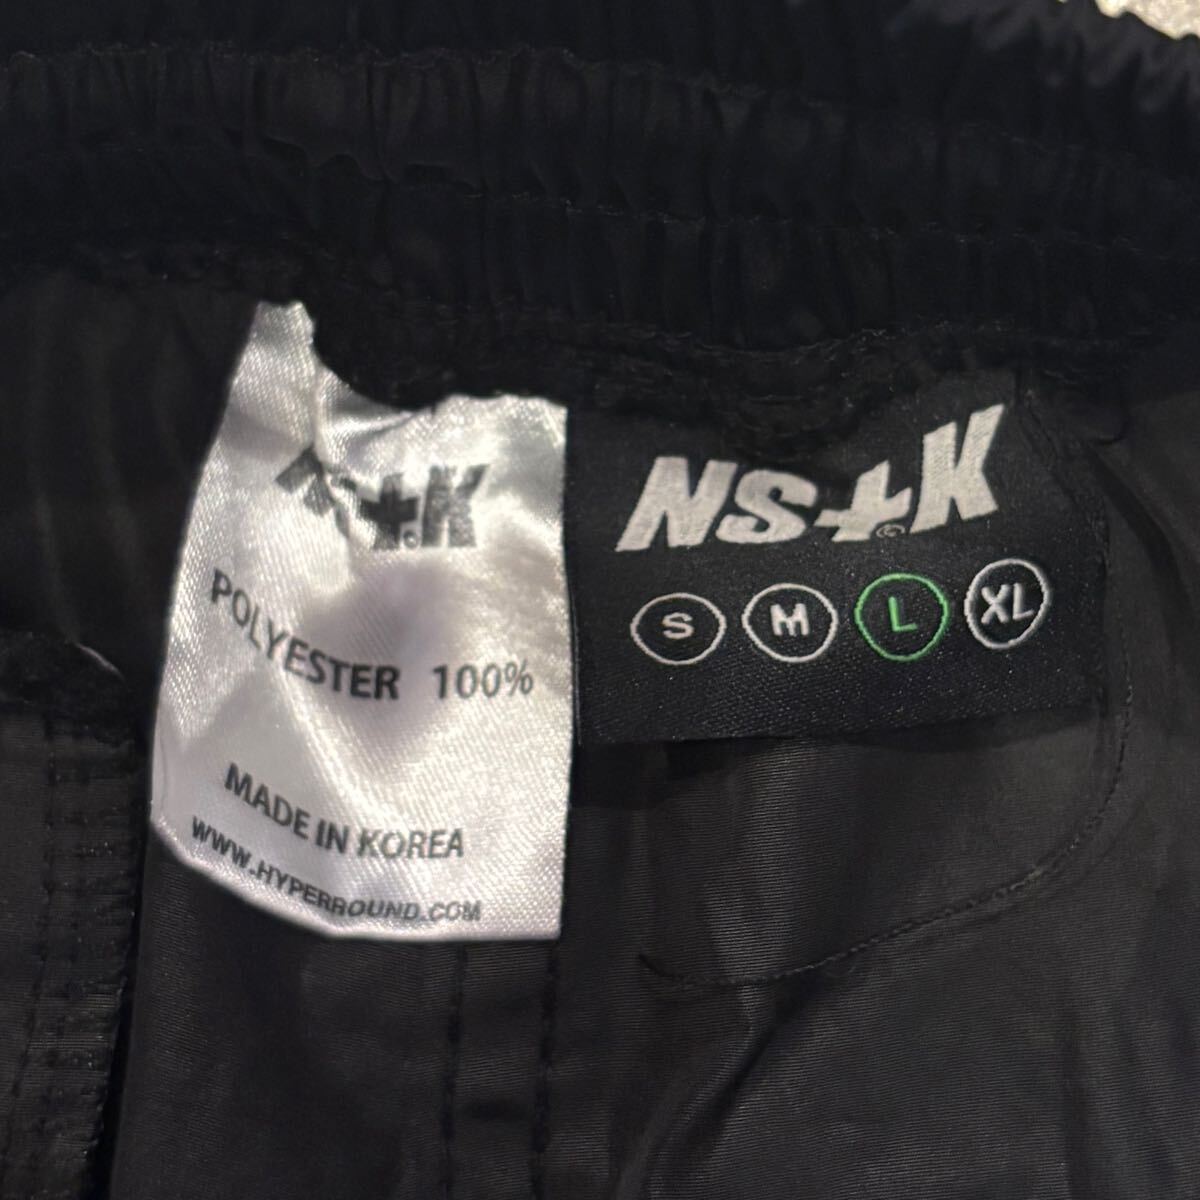 NS+K
POLYESTER 100%
MADE IN KOREA
WWW.HYPERROUND.COM
NS+K
©
S M L XL